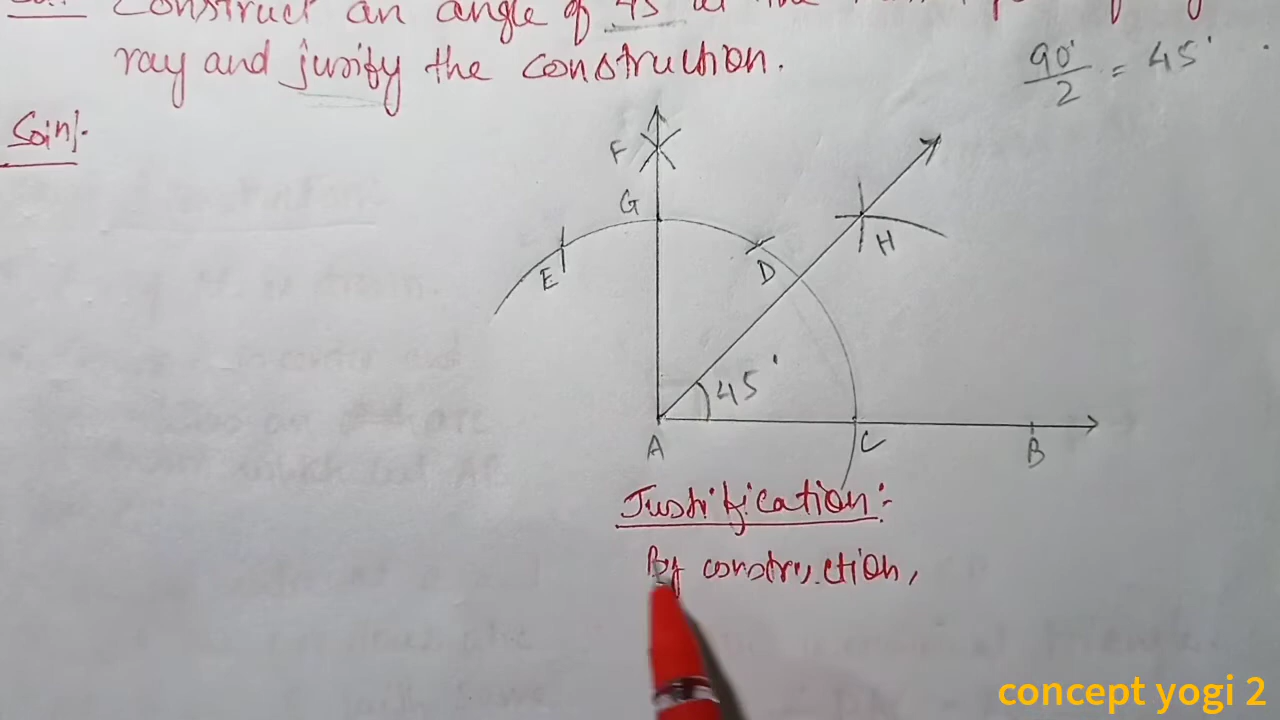 Construct an angle of 45 at the
ray and justify the construction.
90°/2 = 45°
Soln:-
F
G
E
D
H
45°
A
C
B
Justification:-
By construction,
concept yogi 2